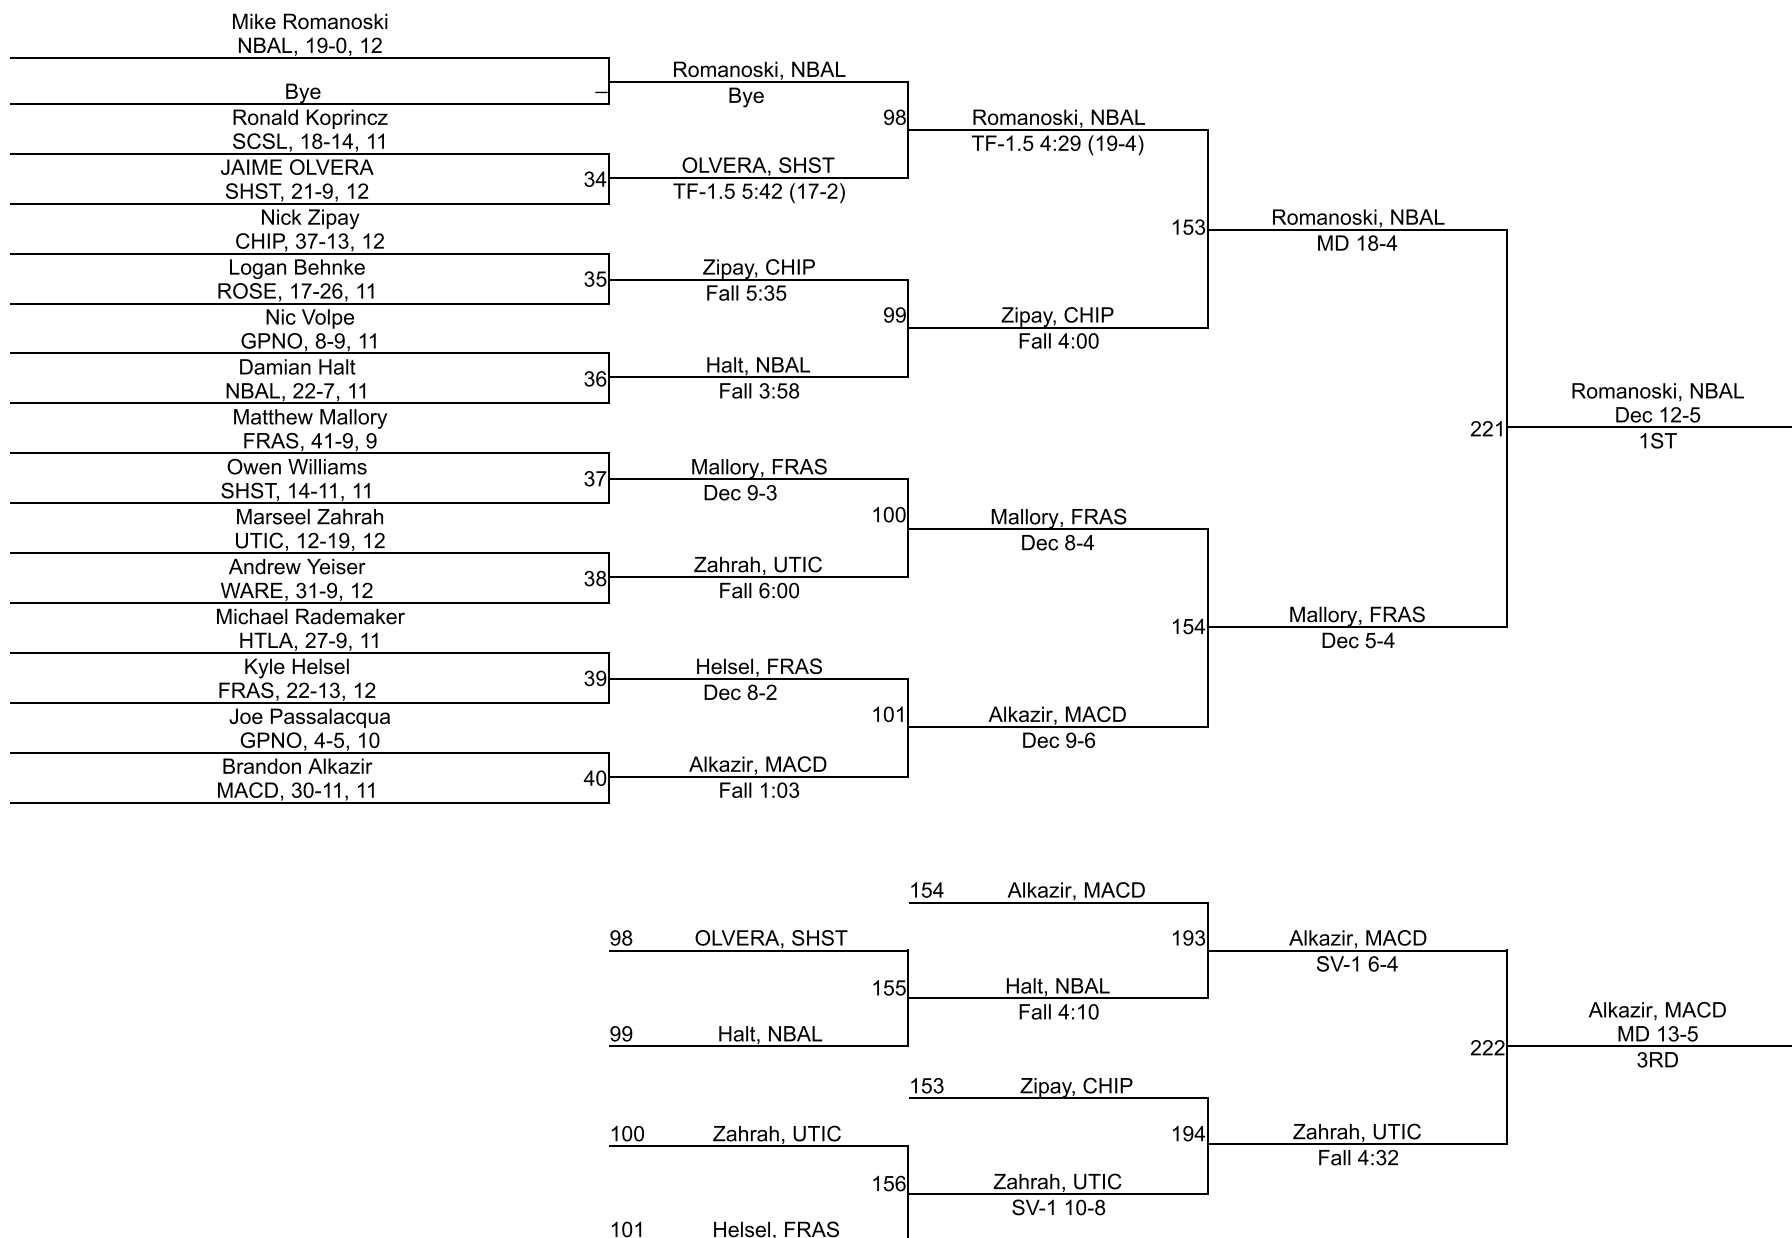 Mike Romanoski
NBAL, 19-0, 12
Bye
Ronald Koprincz
SCSL, 18-14, 11
JAIME OLVERA
SHST, 21-9, 12
Nick Zipay
CHIP, 37-13, 12
Logan Behnke
ROSE, 17-26, 11
Nic Volpe
GPNO, 8-9, 11
Damian Halt
NBAL, 22-7, 11
Matthew Mallory
FRAS, 41-9, 9
Owen Williams
SHST, 14-11, 11
Marseel Zahrah
UTIC, 12-19, 12
Andrew Yeiser
WARE, 31-9, 12
Michael Rademaker
HTLA, 27-9, 11
Kyle Helsel
FRAS, 22-13, 12
Joe Passalacqua
GPNO, 4-5, 10
Brandon Alkazir
MACD, 30-11, 11
34
35
36
37
38
39
40
Romanoski, NBAL
Bye
OLVERA, SHST
TF-1.5 5:42 (17-2)
Zipay, CHIP
Fall 5:35
Halt, NBAL
Fall 3:58
Mallory, FRAS
Dec 9-3
Zahrah, UTIC
Fall 6:00
Helsel, FRAS
Dec 8-2
Alkazir, MACD
Fall 1:03
98
99
100
101
Romanoski, NBAL
TF-1.5 4:29 (19-4)
Zipay, CHIP
Fall 4:00
Mallory, FRAS
Dec 8-4
Alkazir, MACD
Dec 9-6
153
154
Romanoski, NBAL
MD 18-4
Mallory, FRAS
Dec 5-4
221
Romanoski, NBAL
Dec 12-5
1ST
98 OLVERA, SHST
99 Halt, NBAL
100 Zahrah, UTIC
101 Helsel, FRAS
155
156
154 Alkazir, MACD
Halt, NBAL
Fall 4:10
153 Zipay, CHIP
Zahrah, UTIC
SV-1 10-8
193
194
Alkazir, MACD
SV-1 6-4
Zahrah, UTIC
Fall 4:32
222
Alkazir, MACD
MD 13-5
3RD